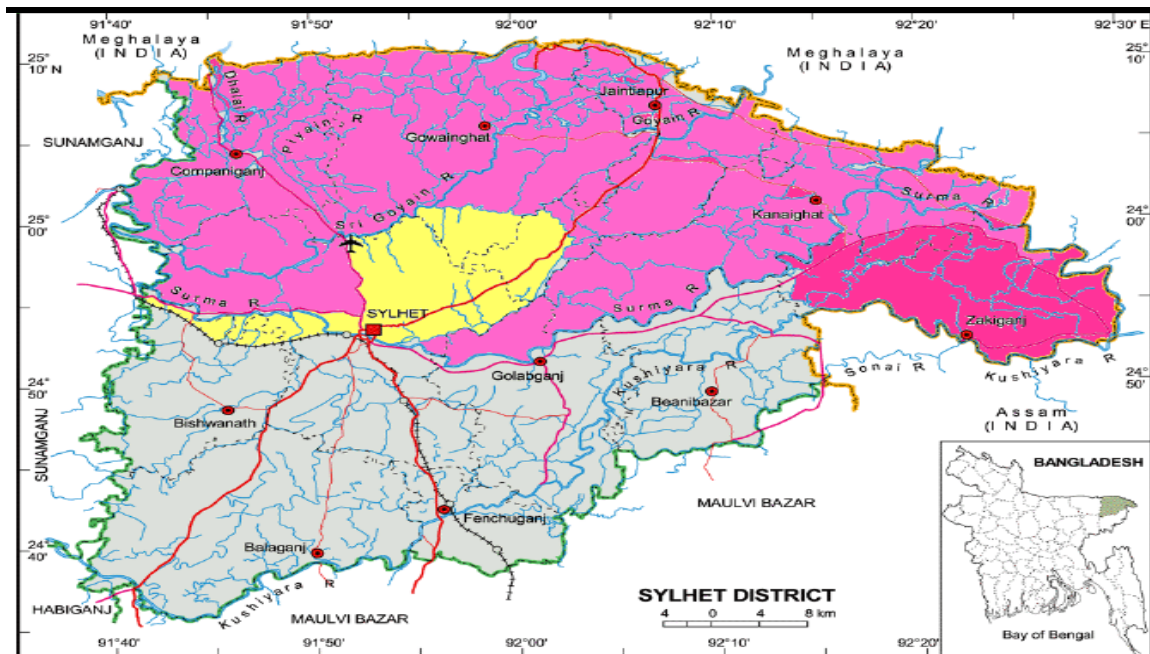 91°40'
91°50'
92°00'
92°10'
92°20'
92°30' E
25°
10' N
Meghalaya
(INDIA)
Meghalaya
(INDIA)
25°
10'
Dhalai R
Jaintiapur
Goyain R
Piyain R
Gowainghat
SUNAMGANJ
Companiganj
Surma R
Kanaighat
25°
00'
Sri Goyain R
24°
00'
Surma R
SYLHET
Surma R
Zakiganj
Golabganj
Sonai R
Kushiyara R
24°
50'
Kushiyara R
24°
50'
Beanibazar
Bishwanath
Assam
(INDIA)
SUNAMGANJ
BANGLADESH
MAULVI BAZAR
Fenchuganj
24°
40'
Balaganj
Kushiyara R
SYLHET DISTRICT
HABIGANJ
MAULVI BAZAR
4 0 4 8 km
Bay of Bengal
91°40'
91°50'
92°00'
92°10'
92°20'